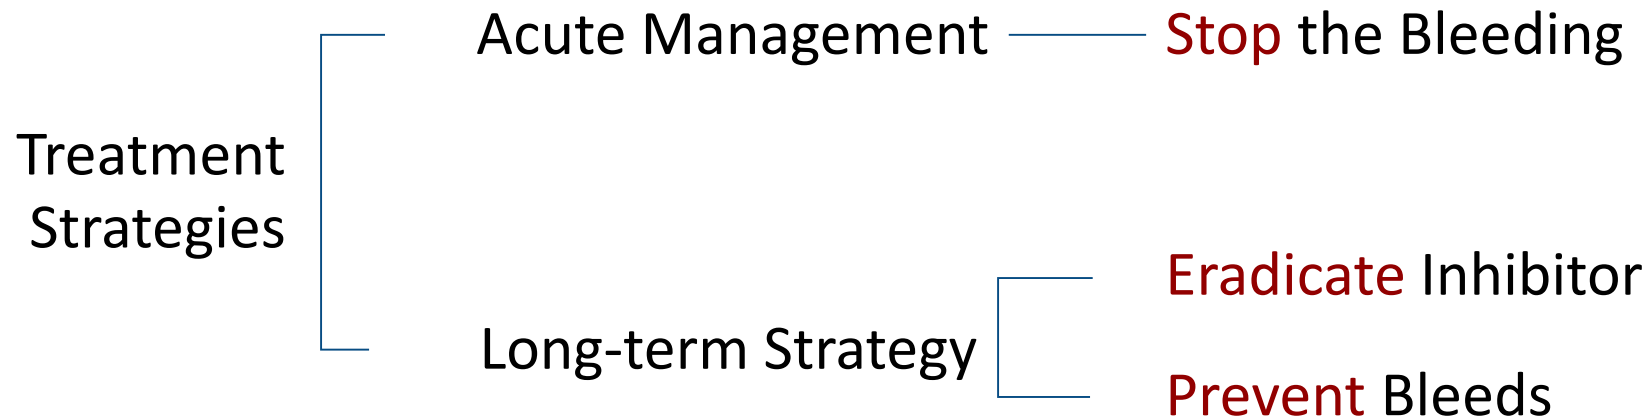 Treatment
Strategies
Acute Management
Stop the Bleeding
Long-term Strategy
Eradicate Inhibitor
Prevent Bleeds